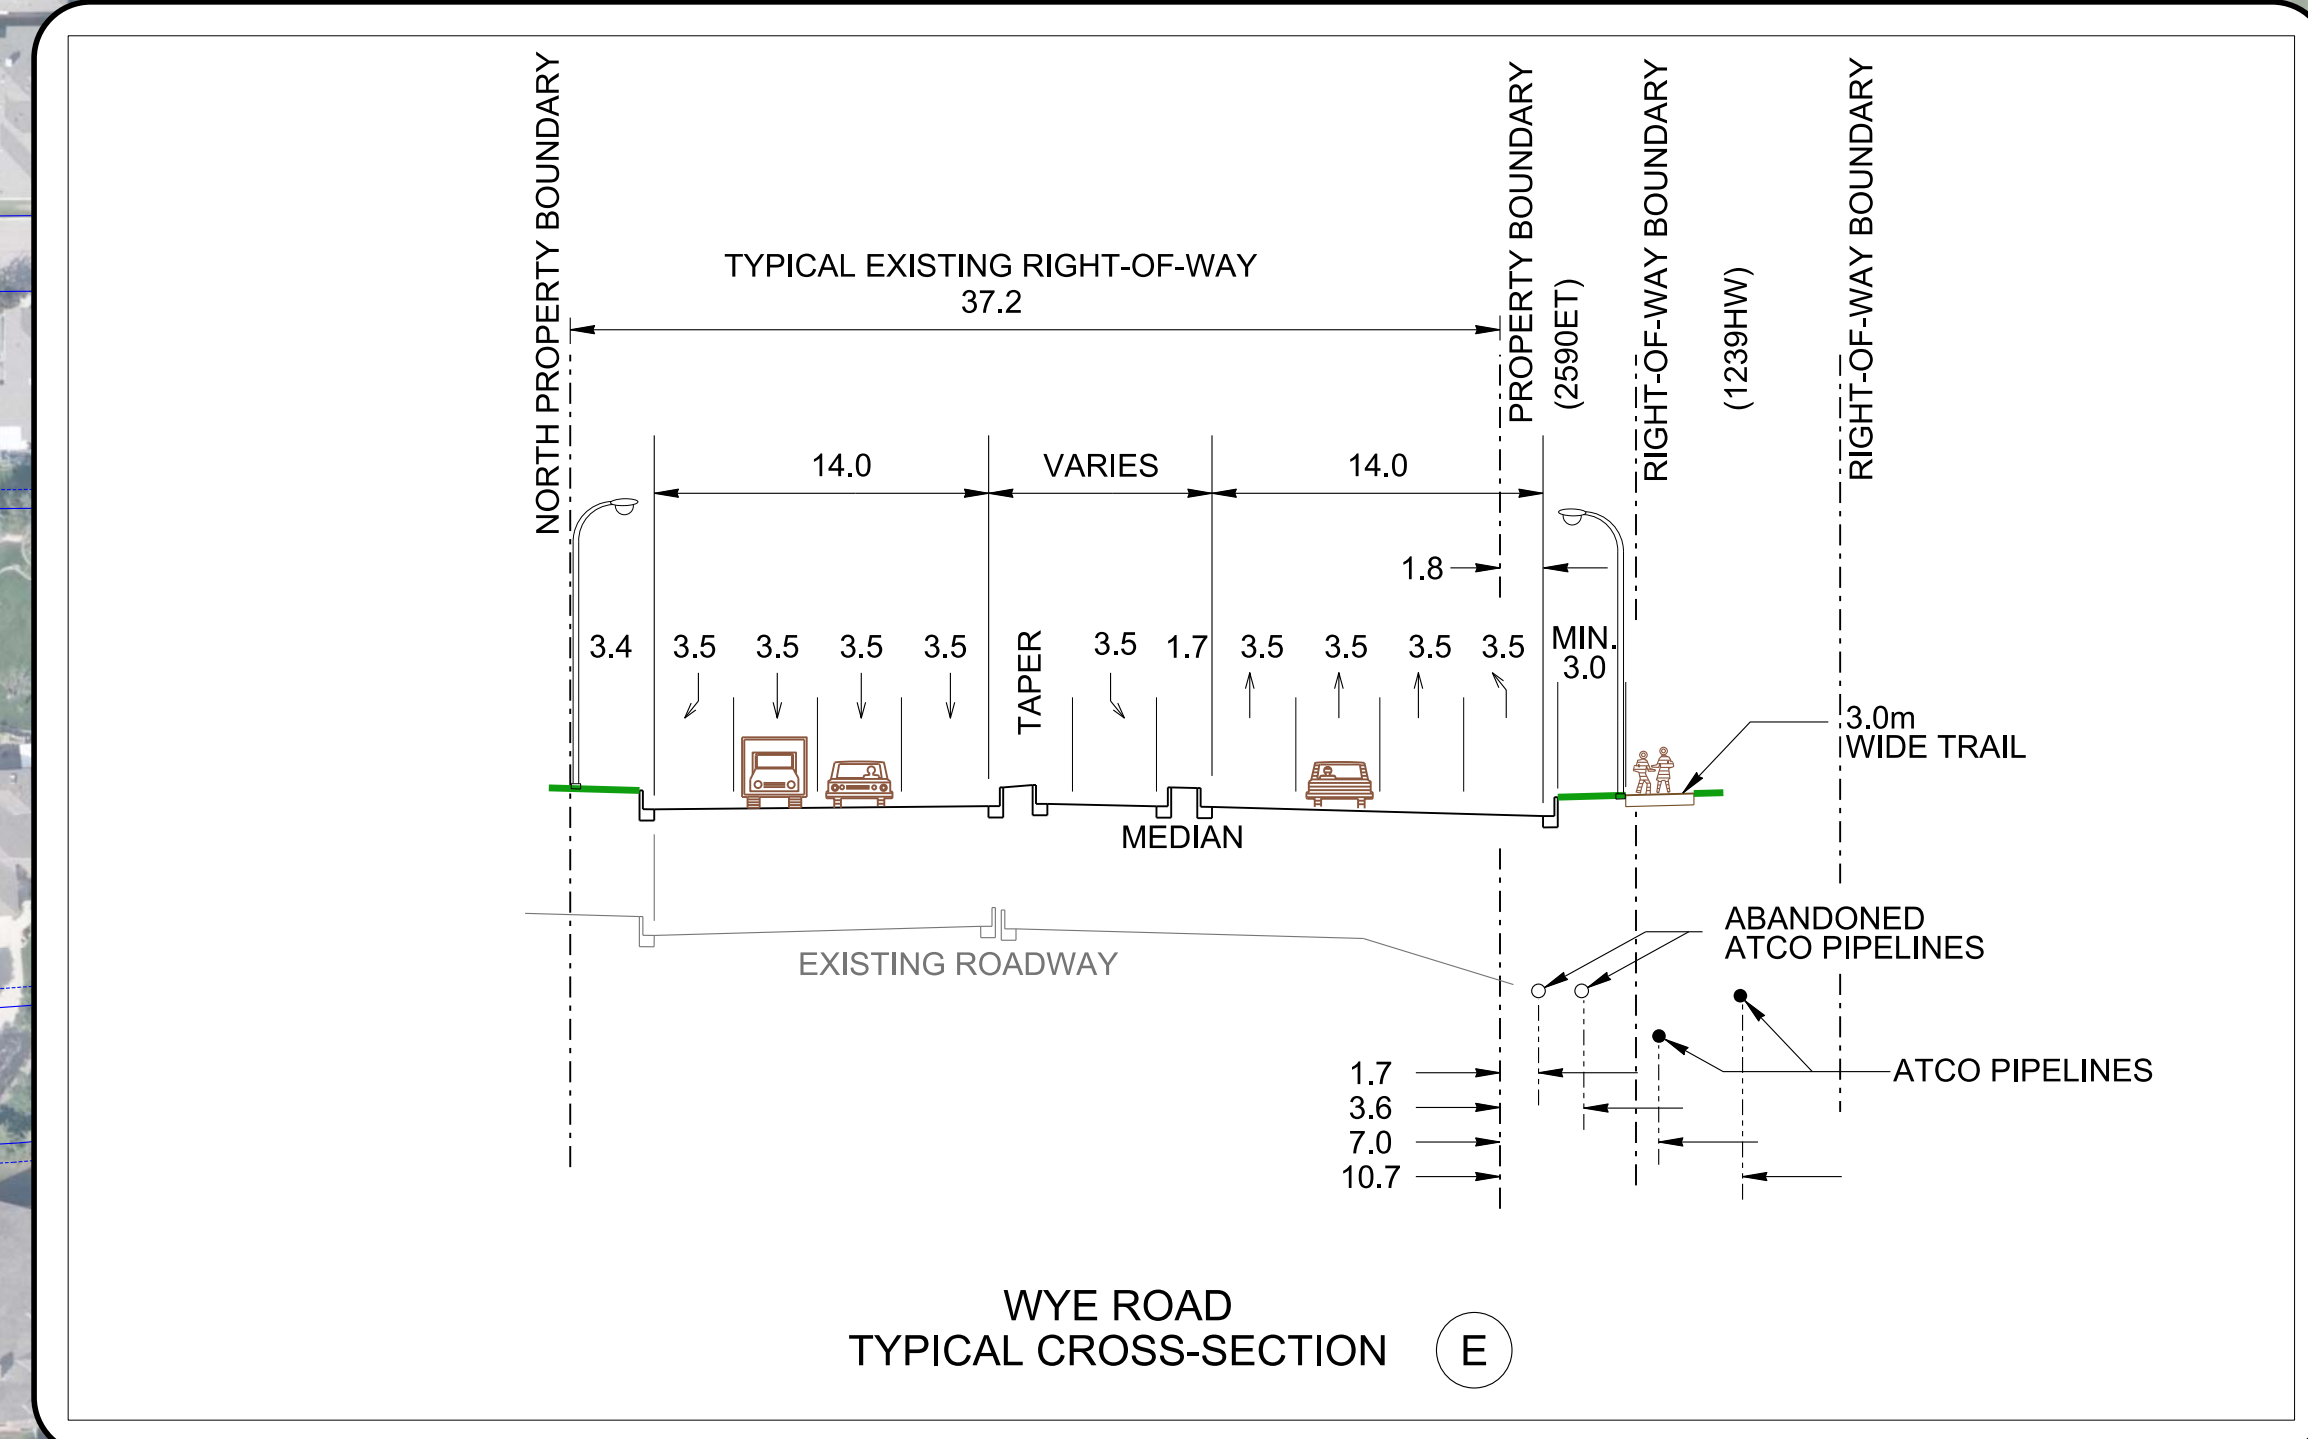 NORTH PROPERTY BOUNDARY
PROPERTY BOUNDARY
(2590ET)
RIGHT-OF-WAY BOUNDARY
(1239HW)
RIGHT-OF-WAY BOUNDARY
TYPICAL EXISTING RIGHT-OF-WAY
37.2
14.0
VARIES
14.0
1.8
3.4
3.5
3.5
3.5
3.5
TAPER
3.5
1.7
3.5
3.5
3.5
3.5
MIN.
3.0
3.0m
WIDE TRAIL
MEDIAN
EXISTING ROADWAY
ABANDONED
ATCO PIPELINES
ATCO PIPELINES
1.7
3.6
7.0
10.7
WYE ROAD
TYPICAL CROSS-SECTION
E